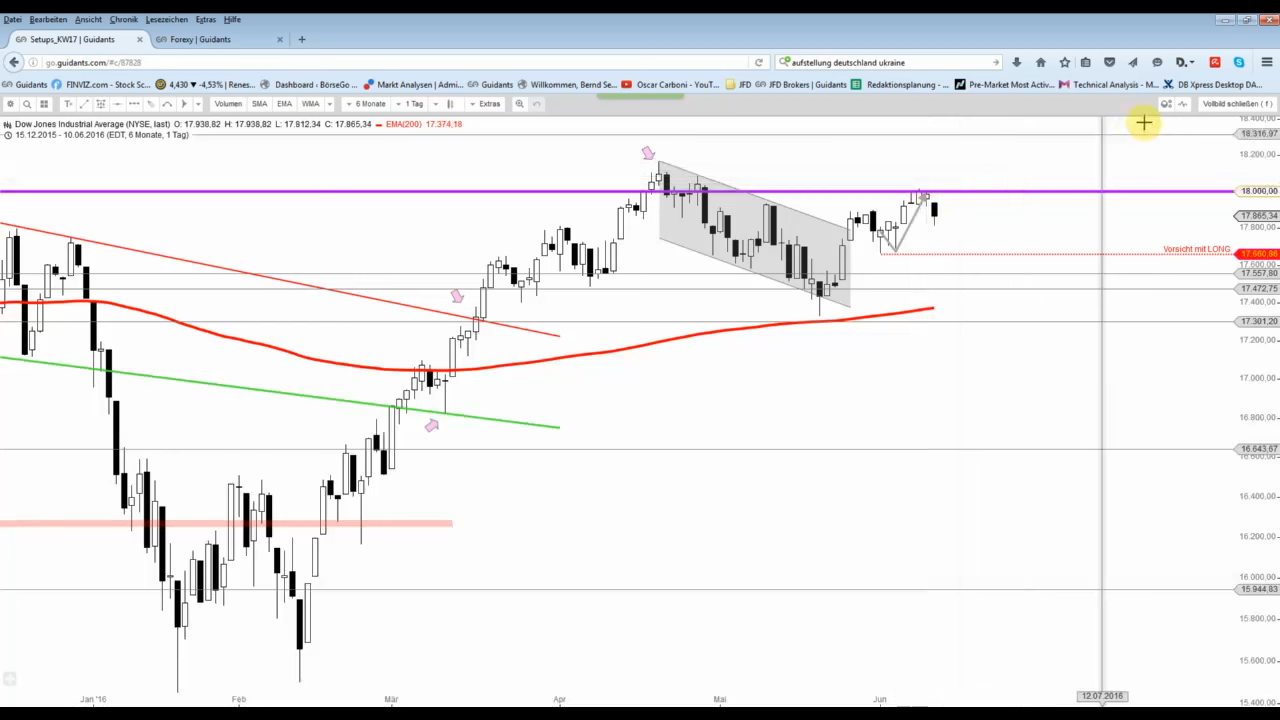 Datei Bearbeiten Ansicht Chronik Lesezeichen Extras Hilfe
Setups_KW17 | Guidants Forexy | Guidants
go.guidants.com/#c/87828 aufstellung deutschland ukraine
Guidants FINVIZ.com - Stock Sc... 4,430 ▼ -4,53% | Renes... Dashboard ‹ BörseGo ... Markt Analysen | Admi... Guidants Willkommen, Bernd Se... Oscar Carboni - YouT... JFD JFD Brokers | Guidants Redaktionsplanung - ... Pre-Market Most Activ... Technical Analysis - M... DB Xpress Desktop DA...
Volumen SMA EMA WMA 6 Monate 1 Tag Extras Vollbild schließen ( f )
Dow Jones Industrial Average (NYSE, last) O: 17.938,82 H: 17.938,82 L: 17.812,34 C: 17.865,34 EMA(200) 17.374,18
15.12.2015 - 10.06.2016 (EDT, 6 Monate, 1 Tag)
18.400,00
18.316,97
18.200,00
18.000,00
17.865,34
17.800,00
Vorsicht mit LONG
17.660,86
17.600,00
17.557,80
17.472,75
17.400,00
17.301,20
17.200,00
17.000,00
16.800,00
16.643,67
16.600,00
16.400,00
16.200,00
16.000,00
15.944,83
15.800,00
15.600,00
15.400,00
Jan '16 Feb Mär Apr Mai Jun 12.07.2016